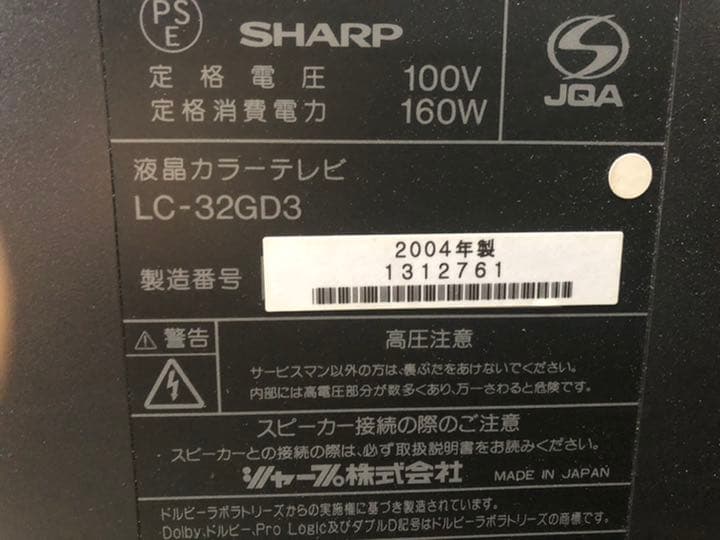 PS
E
SHARP
定格電圧 100V
定格消費電力 160W
JQA
液晶カラーテレビ
LC-32GD3
2004年製
製造番号 1312761
⚠警告
高圧注意
サービスマン以外の方は、裏ぶたをあけないでください。
内部には高電圧部分が数多くあり、万一さわると危険です。
スピーカー接続の際のご注意
スピーカーとの接続の際は、必ず取扱説明書をお読みください。
シャープ株式会社 MADE IN JAPAN
ドルビーラボラトリーズからの実施権に基づき製造されています。
Dolby、ドルビー、Pro Logic及びダブルD記号はドルビーラボラトリーズの商標です。